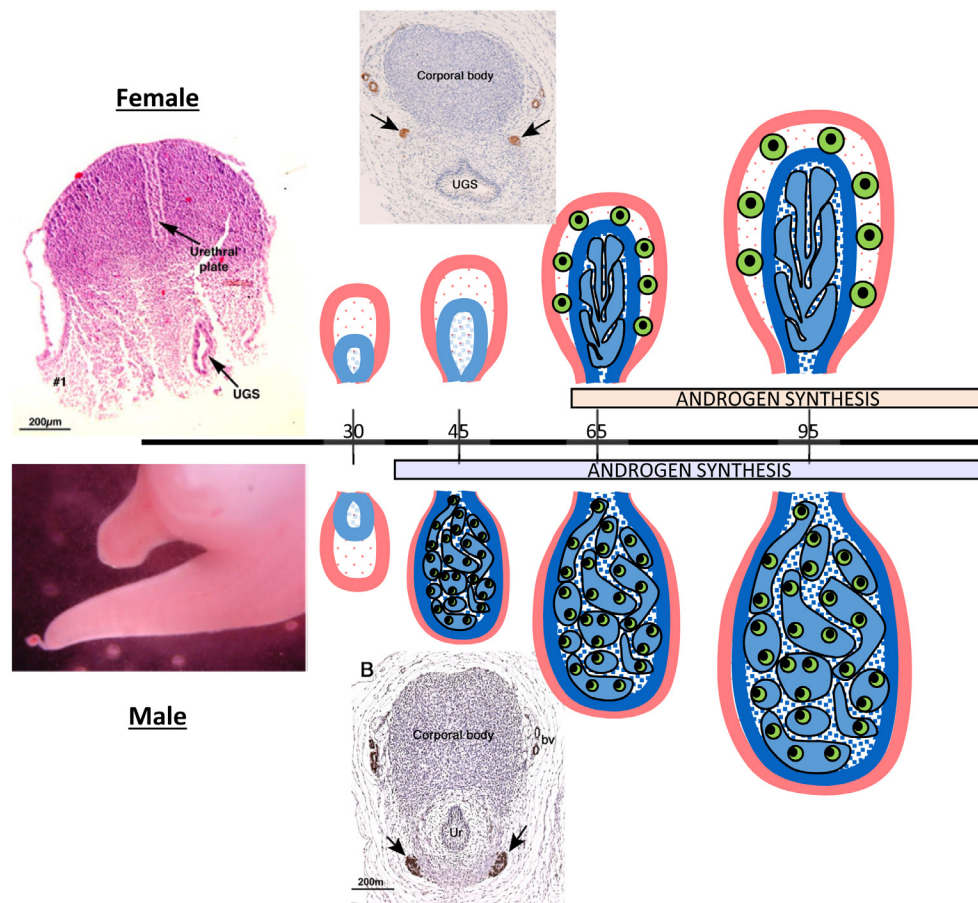 Female
Corporal body
UGS
Urethral
plate
#1
UGS
200µm
ANDROGEN SYNTHESIS
30 45 65 95
ANDROGEN SYNTHESIS
Male
B
Corporal body
bv
Ur
200m